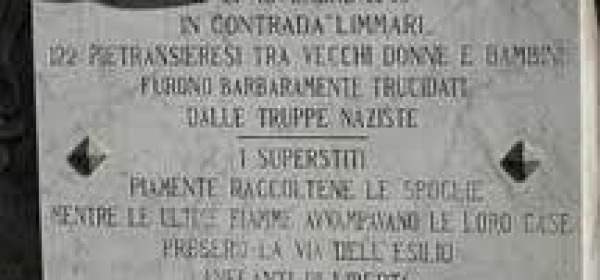 IN CONTRADA LIMMARI
122 PIETRANSIERESI TRA VECCHI DONNE E BAMBINI
FURONO BARBARAMENTE TRUCIDATI
DALLE TRUPPE NAZISTE
I SUPERSTITI
PIAMENTE RACCOLTENE LE SPOGLIE
MENTRE LE ULTIME FIAMME AVVAMPAVANO LE LORO CASE
PRESERO LA VIA DELL'ESILIO